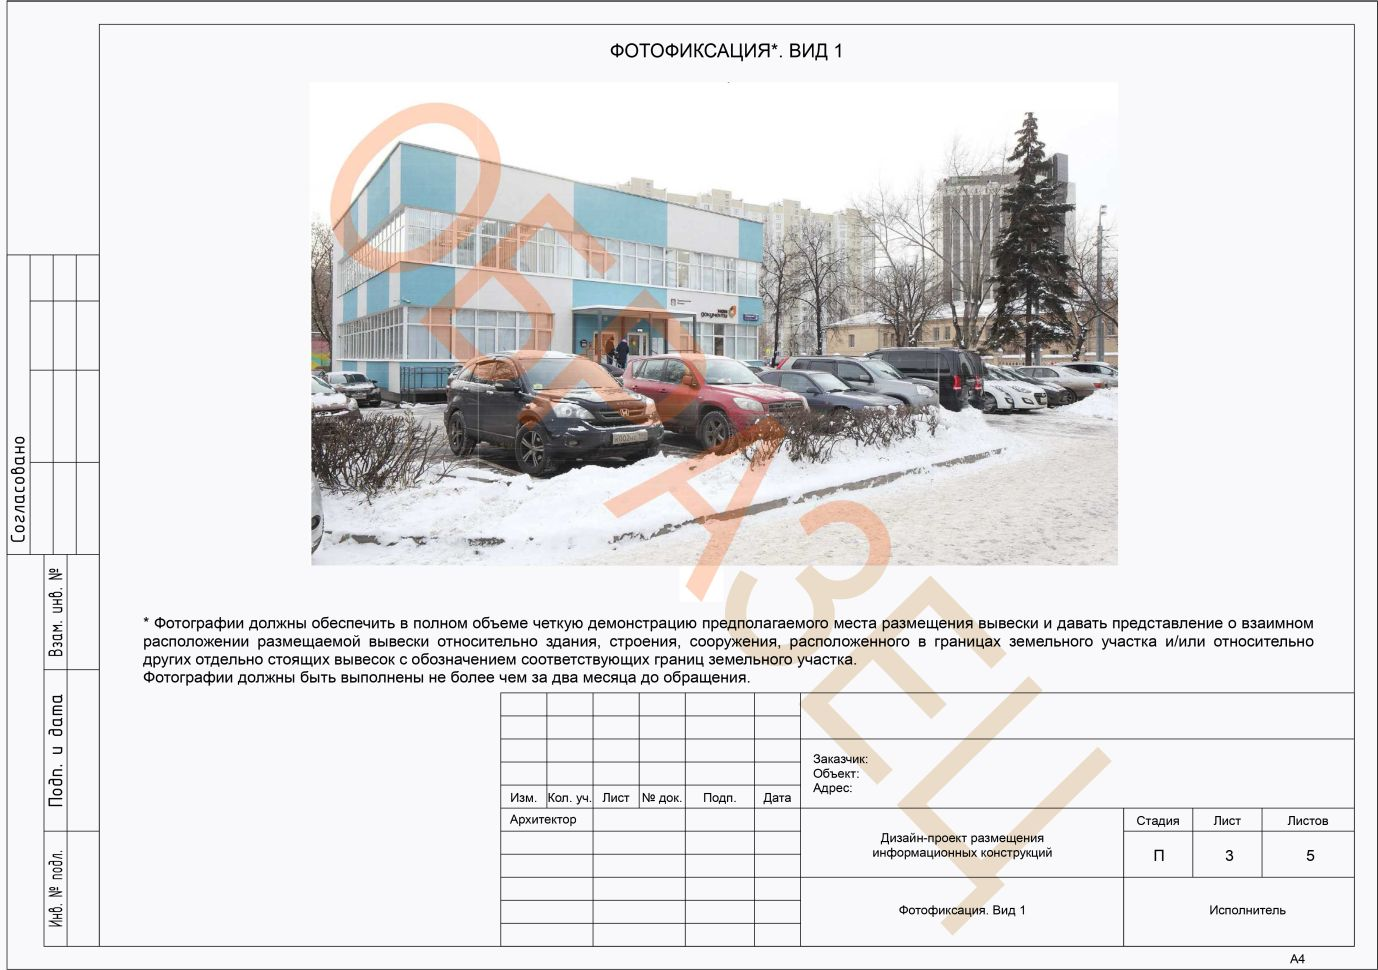 ФОТОФИКСАЦИЯ*. ВИД 1
мои
документы
ОБРАЗЕЦ
* Фотографии должны обеспечить в полном объеме четкую демонстрацию предполагаемого места размещения вывески и давать представление о взаимном
расположении размещаемой вывески относительно здания, строения, сооружения, расположенного в границах земельного участка и/или относительно
других отдельно стоящих вывесок с обозначением соответствующих границ земельного участка.
Фотографии должны быть выполнены не более чем за два месяца до обращения.
Согласовано
Взам. инв. №
Подп. и дата
Инв. № подл.
Заказчик:
Объект:
Адрес:
Изм. Кол. уч. Лист № док. Подп. Дата
Архитектор
Дизайн-проект размещения
информационных конструкций
Стадия Лист Листов
П 3 5
Фотофиксация. Вид 1
Исполнитель
А4